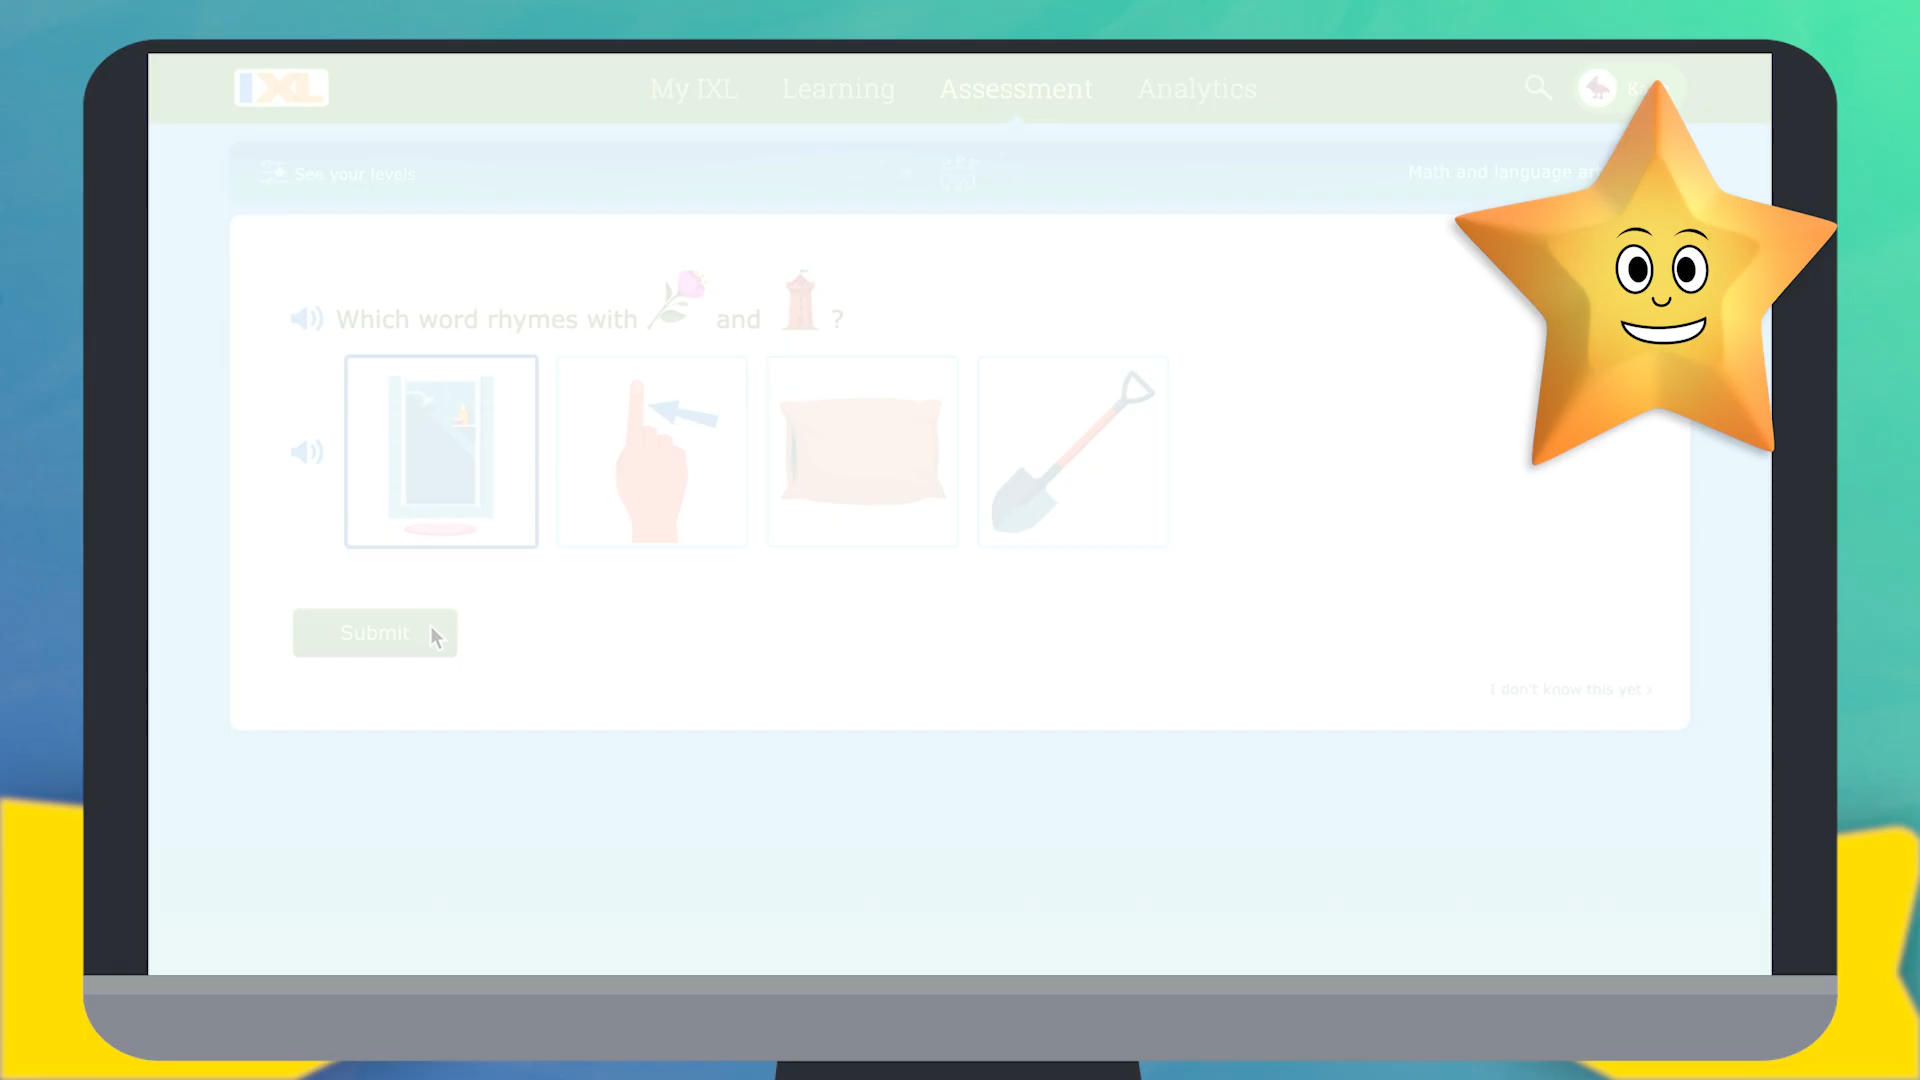 IXL
My IXL Learning Assessment Analytics
See your levels
Math and language
Which word rhymes with and ?
Submit
I don't know this yet ›